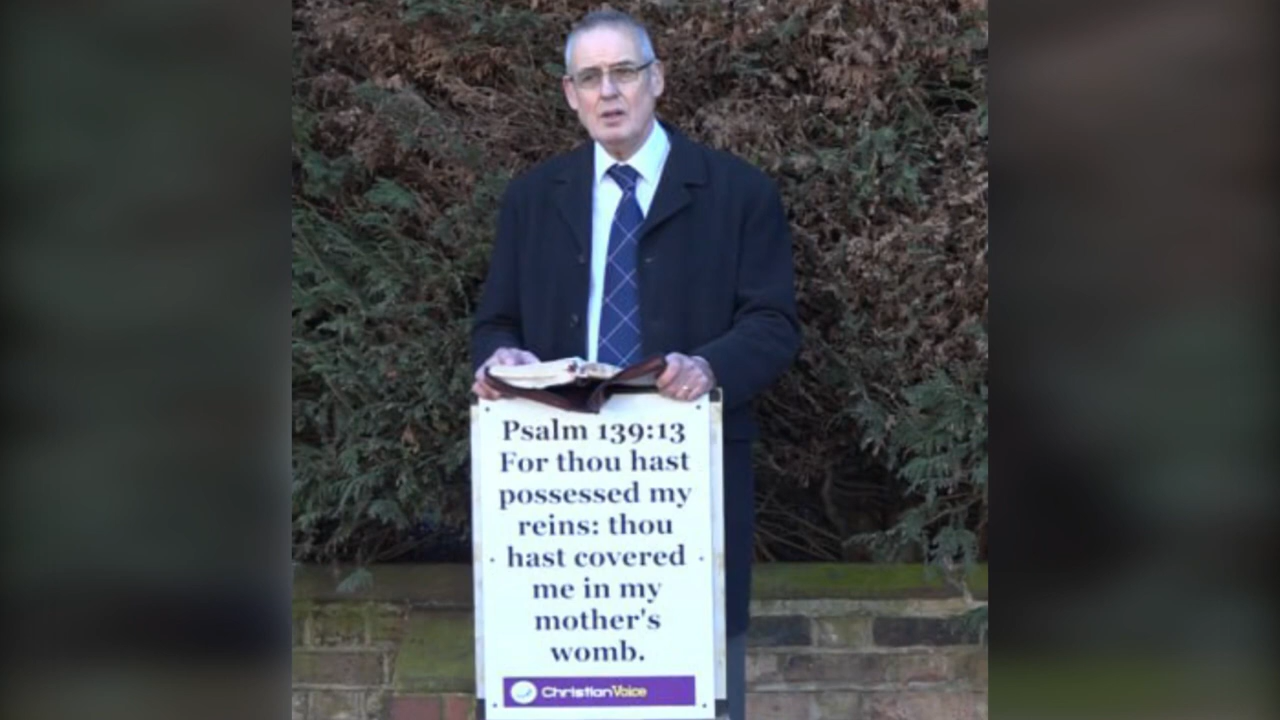 Psalm 139:13
For thou hast
possessed my
reins: thou
hast covered
me in my
mother's
womb.
ChristianVoice